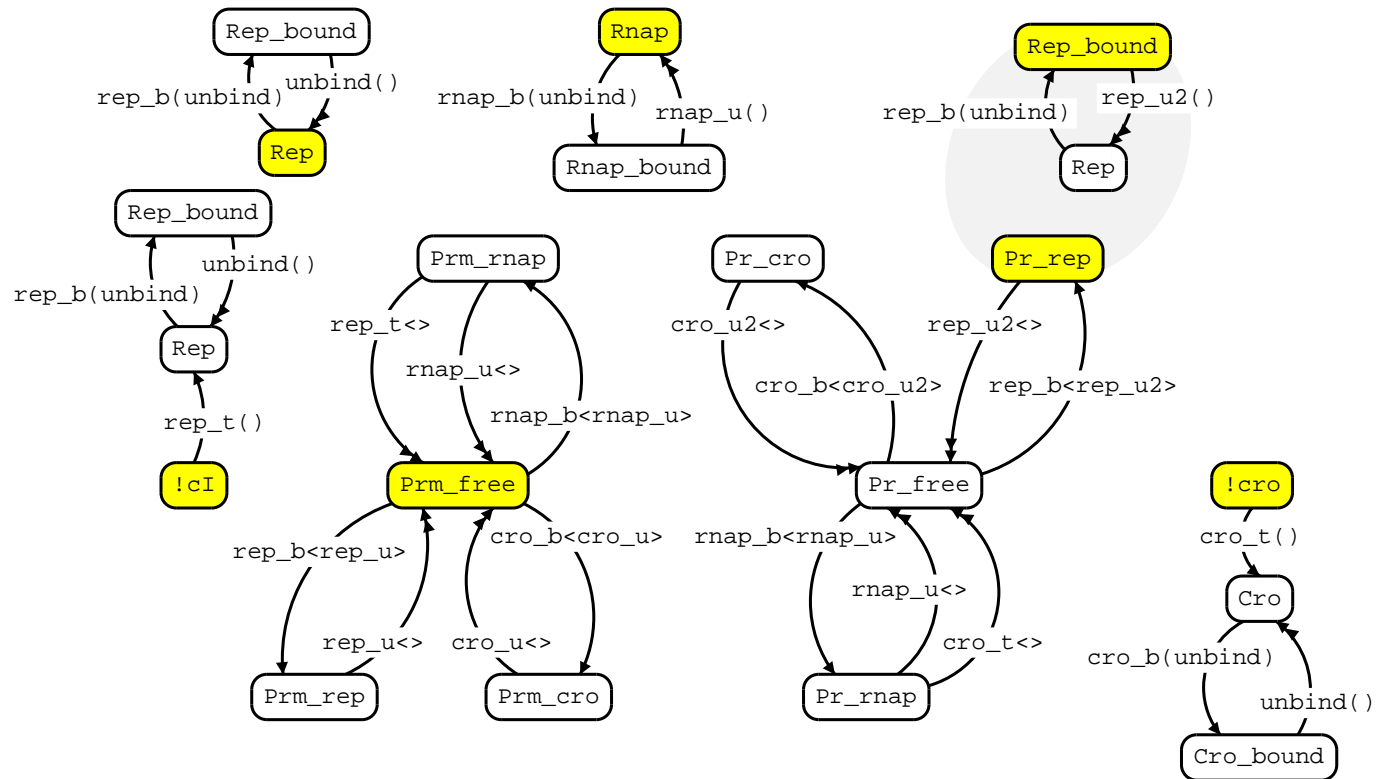 Rep_bound
Rnap
Rep_bound
rep_b(unbind)
unbind()
rnap_b(unbind)
rnap_u()
rep_b(unbind)
rep_u2()
Rep
Rnap_bound
Rep
Rep_bound
unbind()
rep_b(unbind)
Rep
rep_t()
!cI
Prm_rnap
rep_t<>
rnap_u<>
rnap_b<rnap_u>
Prm_free
rep_b<rep_u>
cro_b<cro_u>
rep_u<>
cro_u<>
Prm_rep
Prm_cro
Pr_cro
Pr_rep
cro_u2<>
rep_u2<>
cro_b<cro_u2>
rep_b<rep_u2>
Pr_free
rnap_b<rnap_u>
rnap_u<>
cro_t<>
Pr_rnap
!cro
cro_t()
Cro
cro_b(unbind)
unbind()
Cro_bound